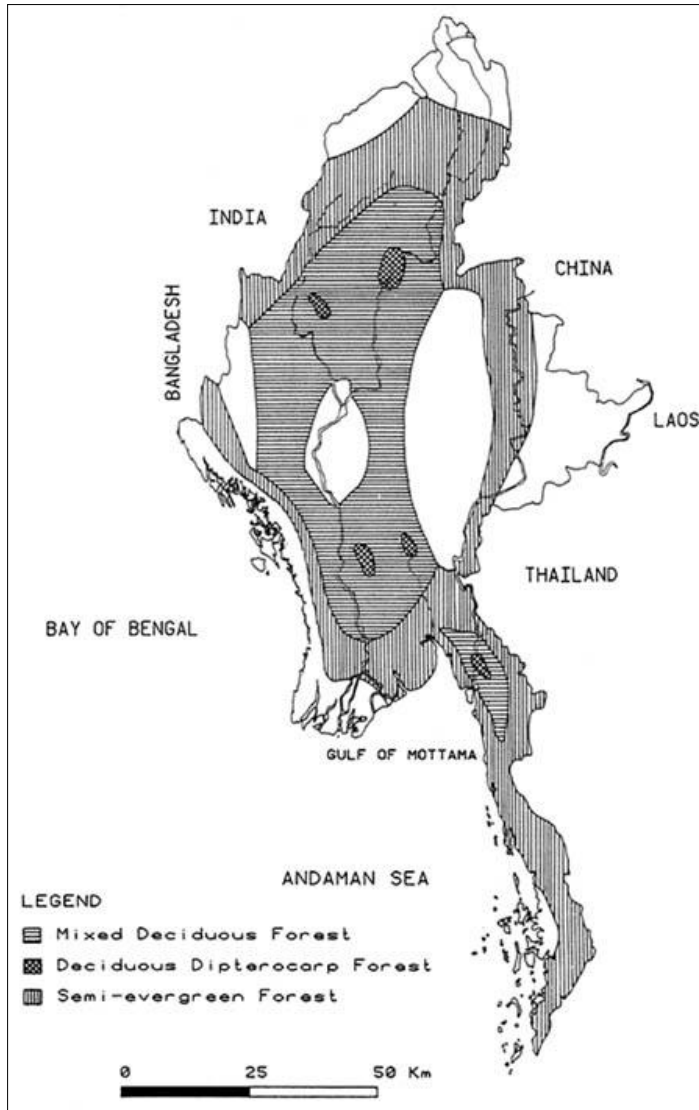 INDIA
CHINA
BANGLADESH
LAOS
THAILAND
BAY OF BENGAL
GULF OF MOTTAMA
ANDAMAN SEA
LEGEND
Mixed Deciduous Forest
Deciduous Dipterocarp Forest
Semi-evergreen Forest
0 25 50 Km